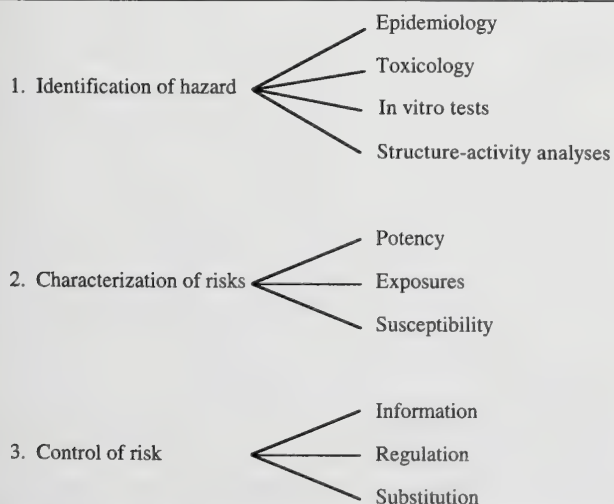 Epidemiology
1. Identification of hazard
Toxicology
In vitro tests
Structure-activity analyses
2. Characterization of risks
Potency
Exposures
Susceptibility
3. Control of risk
Information
Regulation
Substitution